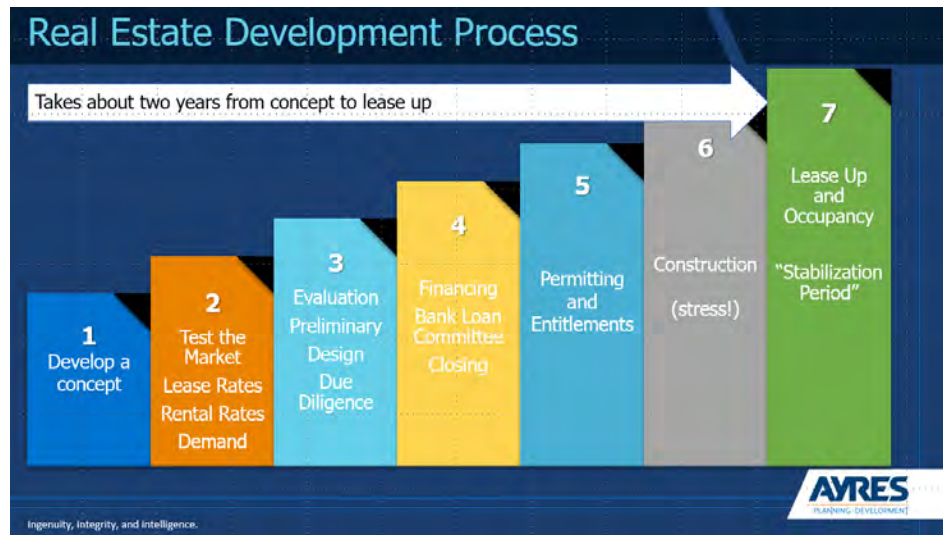 Real Estate Development Process
Takes about two years from concept to lease up
1
Develop a
concept
2
Test the
Market
Lease Rates
Rental Rates
Demand
3
Evaluation
Preliminary
Design
Due
Diligence
4
Financing
Bank Loan
Committee
Closing
5
Permitting
and
Entitlements
6
Construction
(stress!)
7
Lease Up
and
Occupancy
"Stabilization
Period"
AYRES
PLANNING+DEVELOPMENT
Ingenuity, integrity, and intelligence.